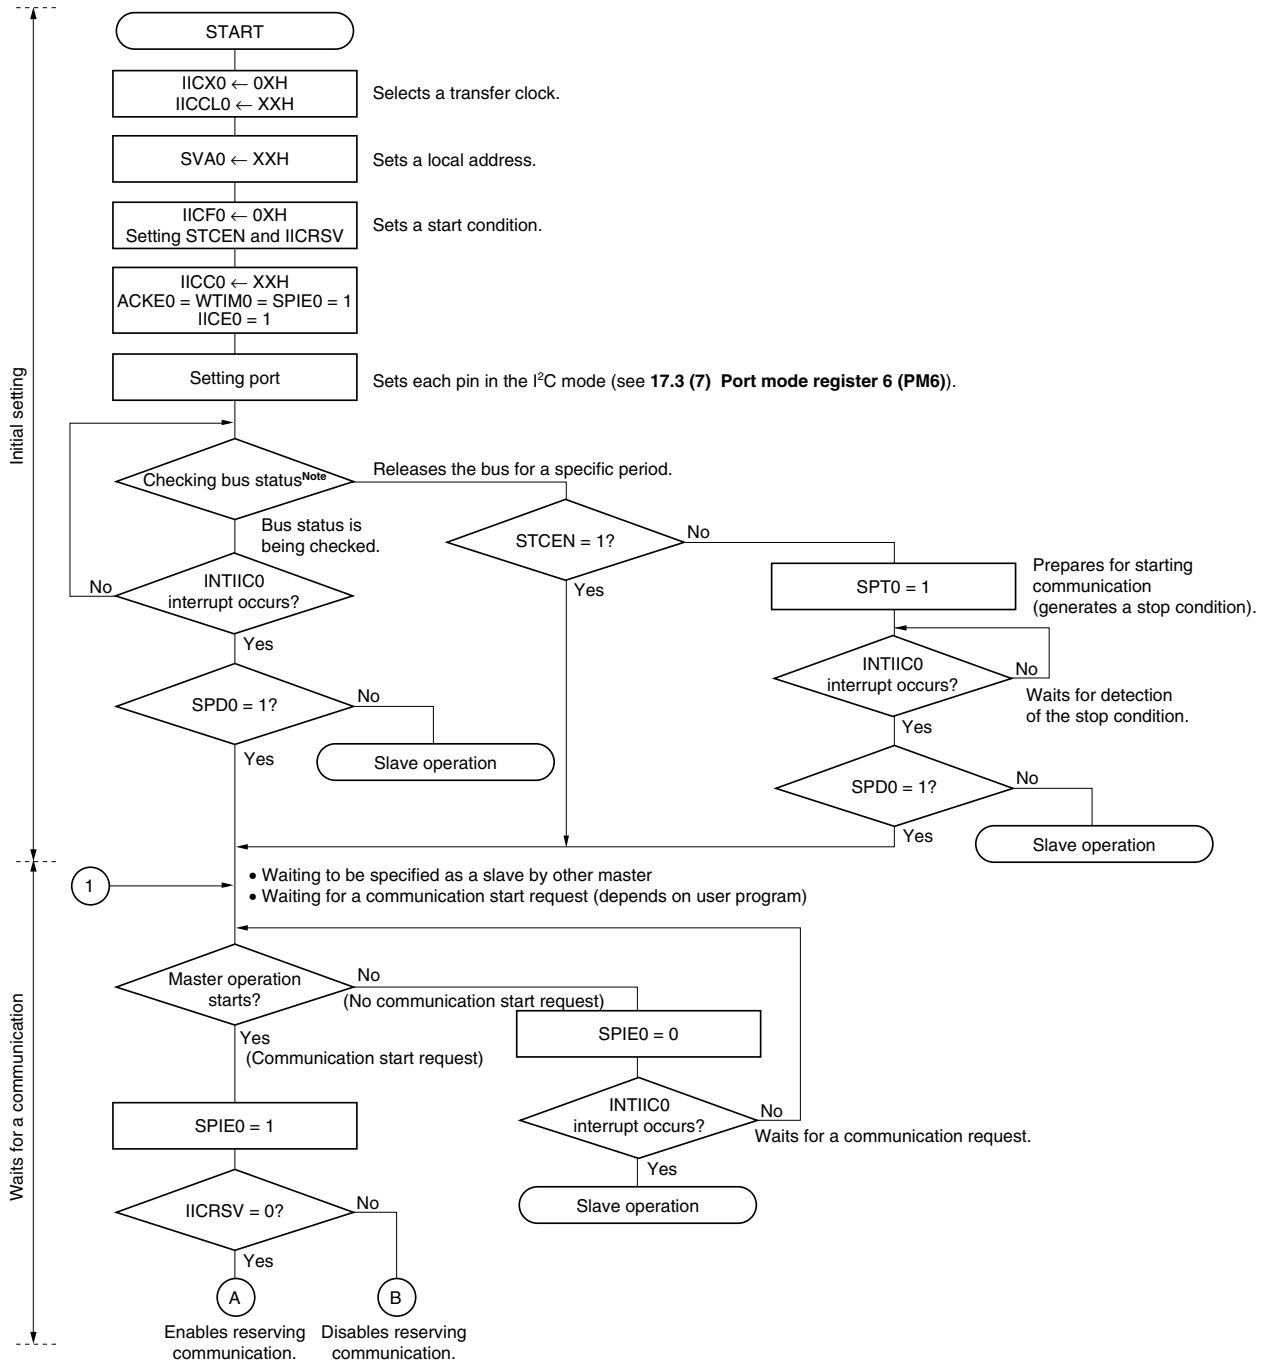 START
IICX0 ← 0XH
IICCL0 ← XXH
Selects a transfer clock.
SVA0 ← XXH
Sets a local address.
IICF0 ← 0XH
Setting STCEN and IICRSV
Sets a start condition.
IICC0 ← XXH
ACKE0 = WTIM0 = SPIE0 = 1
IICE0 = 1
Setting port
Sets each pin in the I²C mode (see 17.3 (7) Port mode register 6 (PM6)).
Initial setting
Checking bus statusNote
Releases the bus for a specific period.
Bus status is
being checked.
STCEN = 1?
No
Yes
SPT0 = 1
Prepares for starting
communication
(generates a stop condition).
INTIIC0
interrupt occurs?
No
Yes
INTIIC0
interrupt occurs?
No
Waits for detection
of the stop condition.
Yes
SPD0 = 1?
No
Yes
Slave operation
SPD0 = 1?
No
Yes
Slave operation
1
• Waiting to be specified as a slave by other master
• Waiting for a communication start request (depends on user program)
Waits for a communication
Master operation
starts?
No
(No communication start request)
Yes
(Communication start request)
SPIE0 = 0
INTIIC0
interrupt occurs?
No
Waits for a communication request.
Yes
Slave operation
SPIE0 = 1
IICRSV = 0?
No
Yes
A
B
Enables reserving
communication.
Disables reserving
communication.